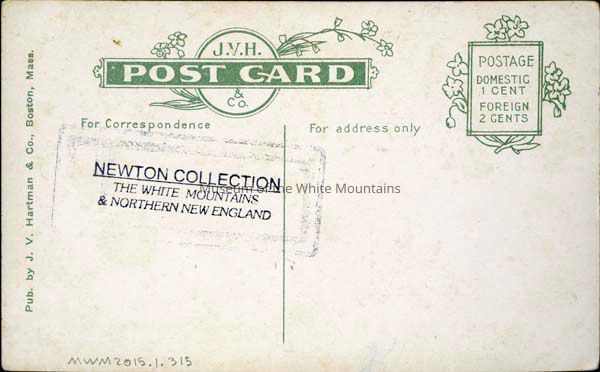 J.V.H.
POST CARD
& Co.
POSTAGE
DOMESTIC
1 CENT
FOREIGN
2 CENTS
For Correspondence
For address only
NEWTON COLLECTION
THE WHITE MOUNTAINS
& NORTHERN NEW ENGLAND
Museum of the White Mountains
Pub. by J. V. Hartman & Co., Boston, Mass.
MWM2015.1.315